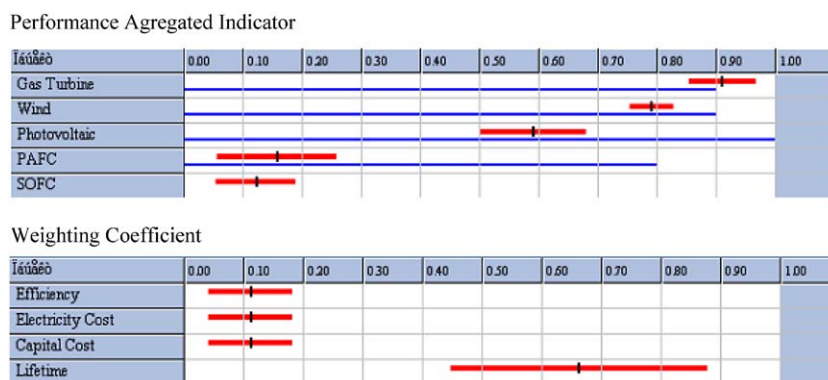 Performance Agregated Indicator
Ïáúåêò 0.00 0.10 0.20 0.30 0.40 0.50 0.60 0.70 0.80 0.90 1.00
Gas Turbine
Wind
Photovoltaic
PAFC
SOFC
Weighting Coefficient
Ïáúåêò 0.00 0.10 0.20 0.30 0.40 0.50 0.60 0.70 0.80 0.90 1.00
Efficiency
Electricity Cost
Capital Cost
Lifetime